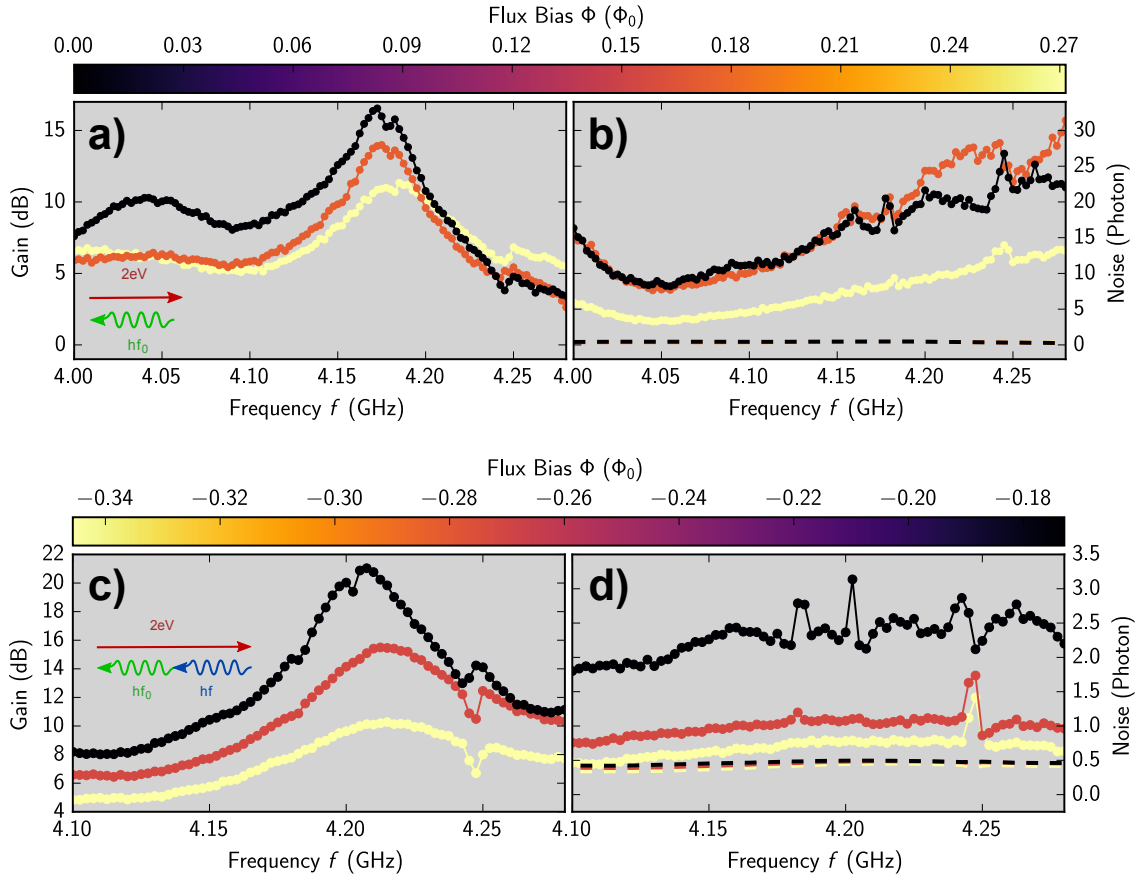 Flux Bias Φ (Φ₀)
0.00 0.03 0.06 0.09 0.12 0.15 0.18 0.21 0.24 0.27
a)
Gain (dB)
15
10
5
0
2eV
hf₀
4.00 4.05 4.10 4.15 4.20 4.25
Frequency f (GHz)
b)
Noise (Photon)
30
25
20
15
10
5
0
4.00 4.05 4.10 4.15 4.20 4.25
Frequency f (GHz)
Flux Bias Φ (Φ₀)
−0.34 −0.32 −0.30 −0.28 −0.26 −0.24 −0.22 −0.20 −0.18
c)
Gain (dB)
22
20
18
16
14
12
10
8
6
4
2eV
hf₀ hf
4.10 4.15 4.20 4.25
Frequency f (GHz)
d)
Noise (Photon)
3.5
3.0
2.5
2.0
1.5
1.0
0.5
0.0
4.10 4.15 4.20 4.25
Frequency f (GHz)